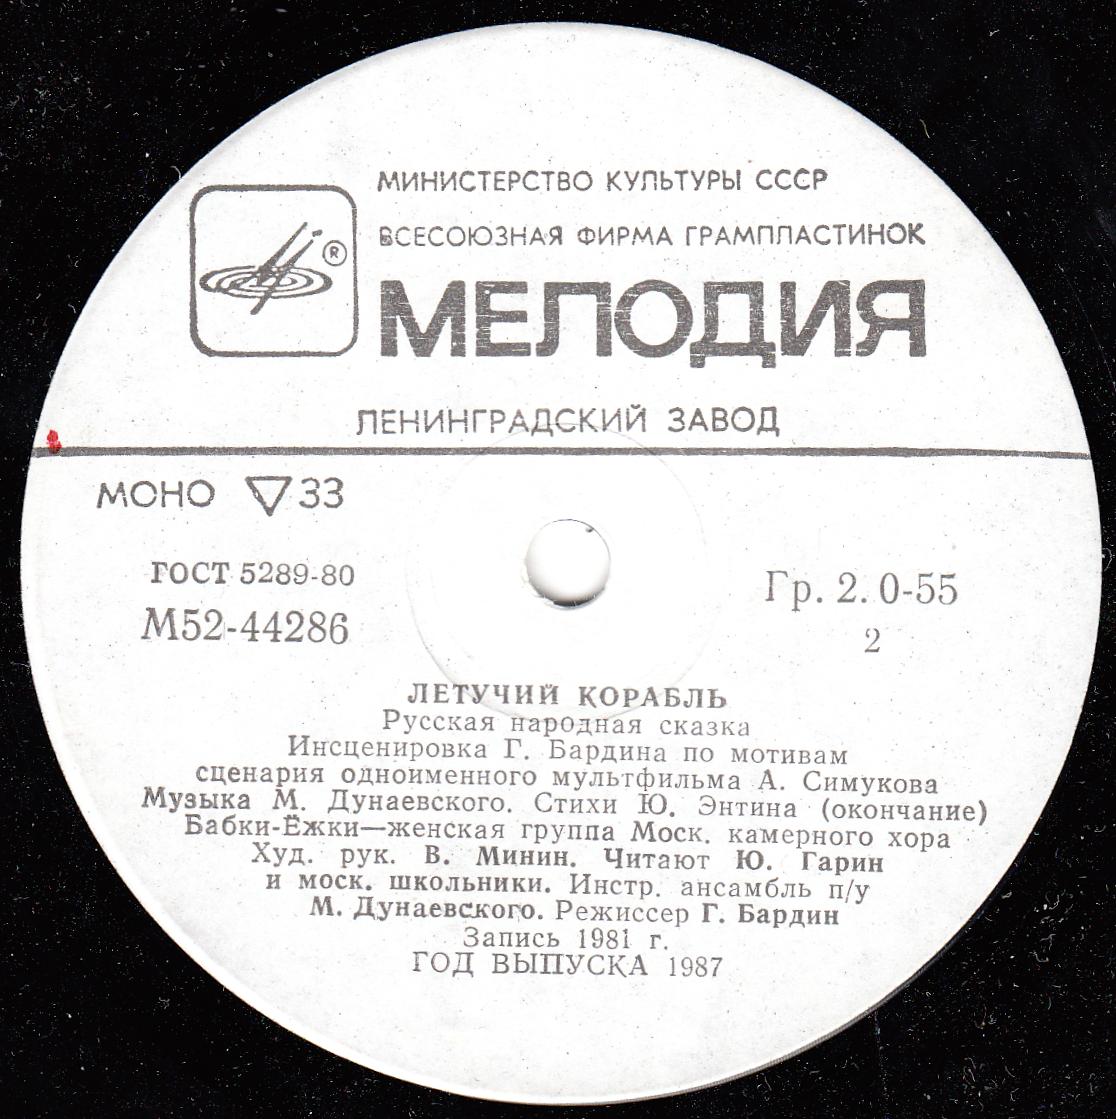 МИНИСТЕРСТВО КУЛЬТУРЫ СССР
ВСЕСОЮЗНАЯ ФИРМА ГРАМПЛАСТИНОК
®
МЕЛОДИЯ
ЛЕНИНГРАДСКИЙ ЗАВОД
МОНО ▽ 33
ГОСТ 5289-80
М52-44286
Гр. 2. 0-55
2
ЛЕТУЧИЙ КОРАБЛЬ
Русская народная сказка
Инсценировка Г. Бардина по мотивам
сценария одноименного мультфильма А. Симукова
Музыка М. Дунаевского. Стихи Ю. Энтина (окончание)
Бабки-Ёжки—женская группа Моск. камерного хора
Худ. рук. В. Минин. Читают Ю. Гарин
и моск. школьники. Инстр. ансамбль п/у
М. Дунаевского. Режиссер Г. Бардин
Запись 1981 г.
ГОД ВЫПУСКА 1987